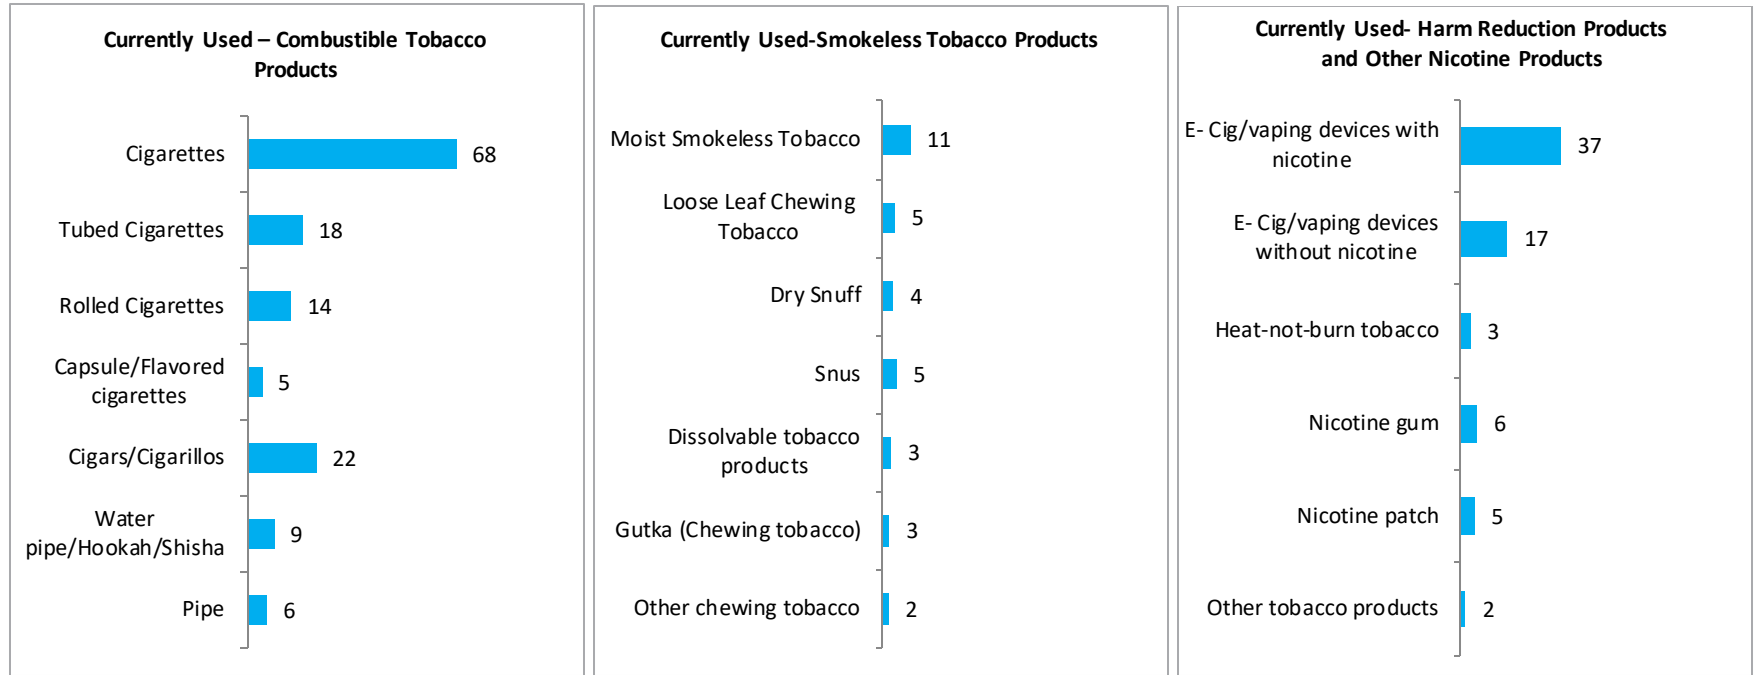 Currently Used – Combustible Tobacco
Products
Cigarettes
68
Tubed Cigarettes
18
Rolled Cigarettes
14
Capsule/Flavored
cigarettes
5
Cigars/Cigarillos
22
Water
pipe/Hookah/Shisha
9
Pipe
6
Currently Used-Smokeless Tobacco Products
Moist Smokeless Tobacco
11
Loose Leaf Chewing
Tobacco
5
Dry Snuff
4
Snus
5
Dissolvable tobacco
products
3
Gutka (Chewing tobacco)
3
Other chewing tobacco
2
Currently Used- Harm Reduction Products
and Other Nicotine Products
E- Cig/vaping devices with
nicotine
37
E- Cig/vaping devices
without nicotine
17
Heat-not-burn tobacco
3
Nicotine gum
6
Nicotine patch
5
Other tobacco products
2